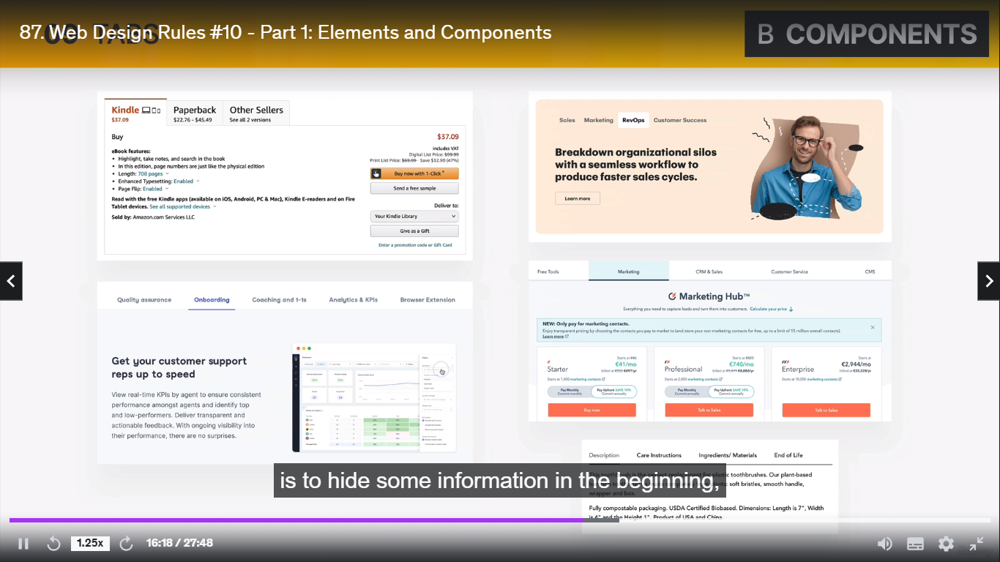 87. Web Design Rules #10 - Part 1: Elements and Components
09 TABS
B COMPONENTS
Kindle
$37.09
Paperback
$22.76 - $45.49
Other Sellers
See all 2 versions
Buy
$37.09
includes VAT
Digital List Price: $59.99
Print List Price: $69.99 Save $32.90 (47%)
eBook features:
• Highlight, take notes, and search in the book
• In this edition, page numbers are just like the physical edition
• Length: 708 pages
• Enhanced Typesetting: Enabled
• Page Flip: Enabled
Read with the free Kindle apps (available on iOS, Android, PC & Mac), Kindle E-readers and on Fire
Tablet devices. See all supported devices
Sold by: Amazon.com Services LLC
Buy now with 1-Click
Send a free sample
Deliver to:
Your Kindle Library
Give as a Gift
Enter a promotion code or Gift Card
Sales Marketing RevOps Customer Success
Breakdown organizational silos
with a seamless workflow to
produce faster sales cycles.
Learn more
Quality assurance Onboarding Coaching and 1-1s Analytics & KPIs Browser Extension
Get your customer support
reps up to speed
View real-time KPIs by agent to ensure consistent
performance amongst agents and identify top
and low-performers. Deliver transparent and
actionable feedback. With ongoing visibility into
their performance, there are no surprises.
Free Tools Marketing CRM & Sales Customer Service CMS
Marketing Hub™
Everything you need to capture leads and turn them into customers. Calculate your price
NEW: Only pay for marketing contacts.
Enjoy transparent pricing by choosing the contacts you pay to market to (and store your non-marketing contacts for free, up to a limit of 15 million overall contacts).
Learn more
Starter
Starts at €46
€41/mo
billed at €552 €497/yr
Starts at 1,000 marketing contacts
Pay Monthly
Commit monthly
Pay Upfront SAVE 10%
Commit annually
Buy now
Professional
Starts at
€740/mo
billed at €8,880/yr
Starts at 2,000 marketing contacts
Pay Monthly
Commit annually
Pay Upfront SAVE 10%
Commit annually
Talk to Sales
Enterprise
Starts at
€2,944/mo
billed at €35,328/yr
Starts at 10,000 marketing contacts
Talk to Sales
Description Care Instructions Ingredients/ Materials End of Life
toothbrushes. Our plant-based
soft bristles, smooth handle,
wrapper and box.
Fully compostable packaging. USDA Certified Biobased. Dimensions: Length is 7", Width
is 4" and the Height 1". Product of USA and China.
is to hide some information in the beginning,
1.25x
16:18 / 27:48